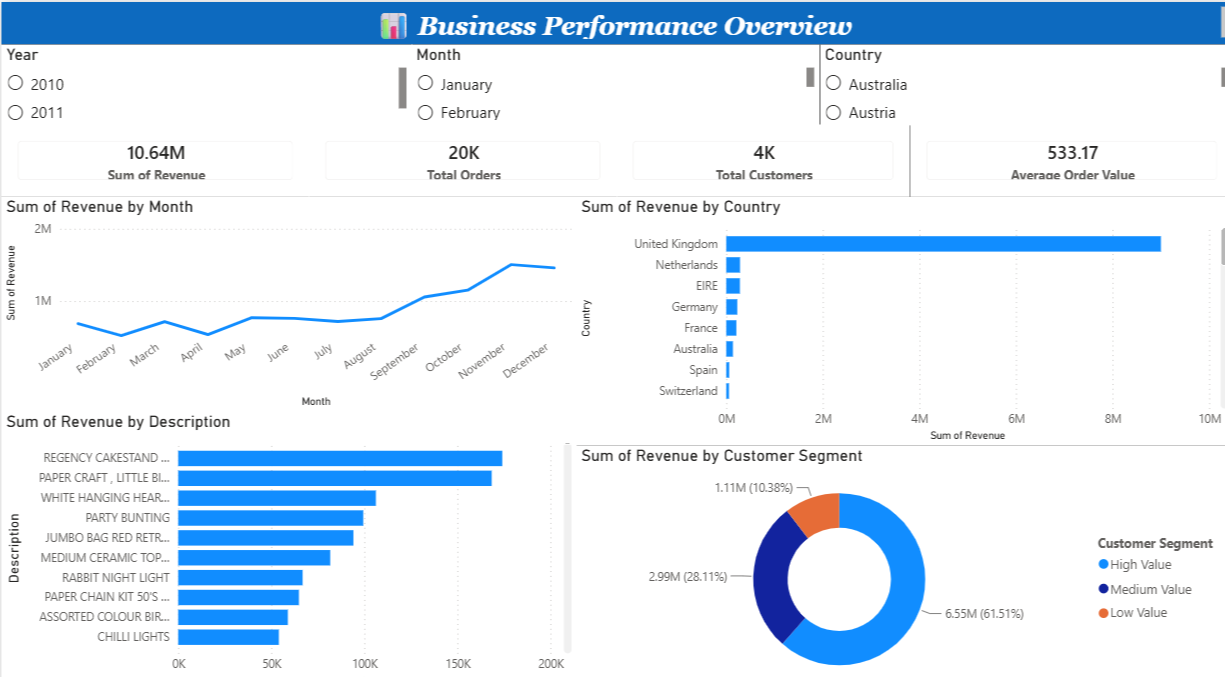 Business Performance Overview
Year
2010
2011
Month
January
February
Country
Australia
Austria
10.64M
Sum of Revenue
20K
Total Orders
4K
Total Customers
533.17
Average Order Value
Sum of Revenue by Month
Sum of Revenue
2M
1M
January
February
March
April
May
June
July
August
September
October
November
December
Month
Sum of Revenue by Country
Country
United Kingdom
Netherlands
EIRE
Germany
France
Australia
Spain
Switzerland
0M 2M 4M 6M 8M 10M
Sum of Revenue
Sum of Revenue by Description
Description
REGENCY CAKESTAND ...
PAPER CRAFT , LITTLE BI...
WHITE HANGING HEAR...
PARTY BUNTING
JUMBO BAG RED RETR...
MEDIUM CERAMIC TOP...
RABBIT NIGHT LIGHT
PAPER CHAIN KIT 50'S ...
ASSORTED COLOUR BIR...
CHILLI LIGHTS
0K 50K 100K 150K 200K
Sum of Revenue by Customer Segment
1.11M (10.38%)
2.99M (28.11%)
6.55M (61.51%)
Customer Segment
High Value
Medium Value
Low Value